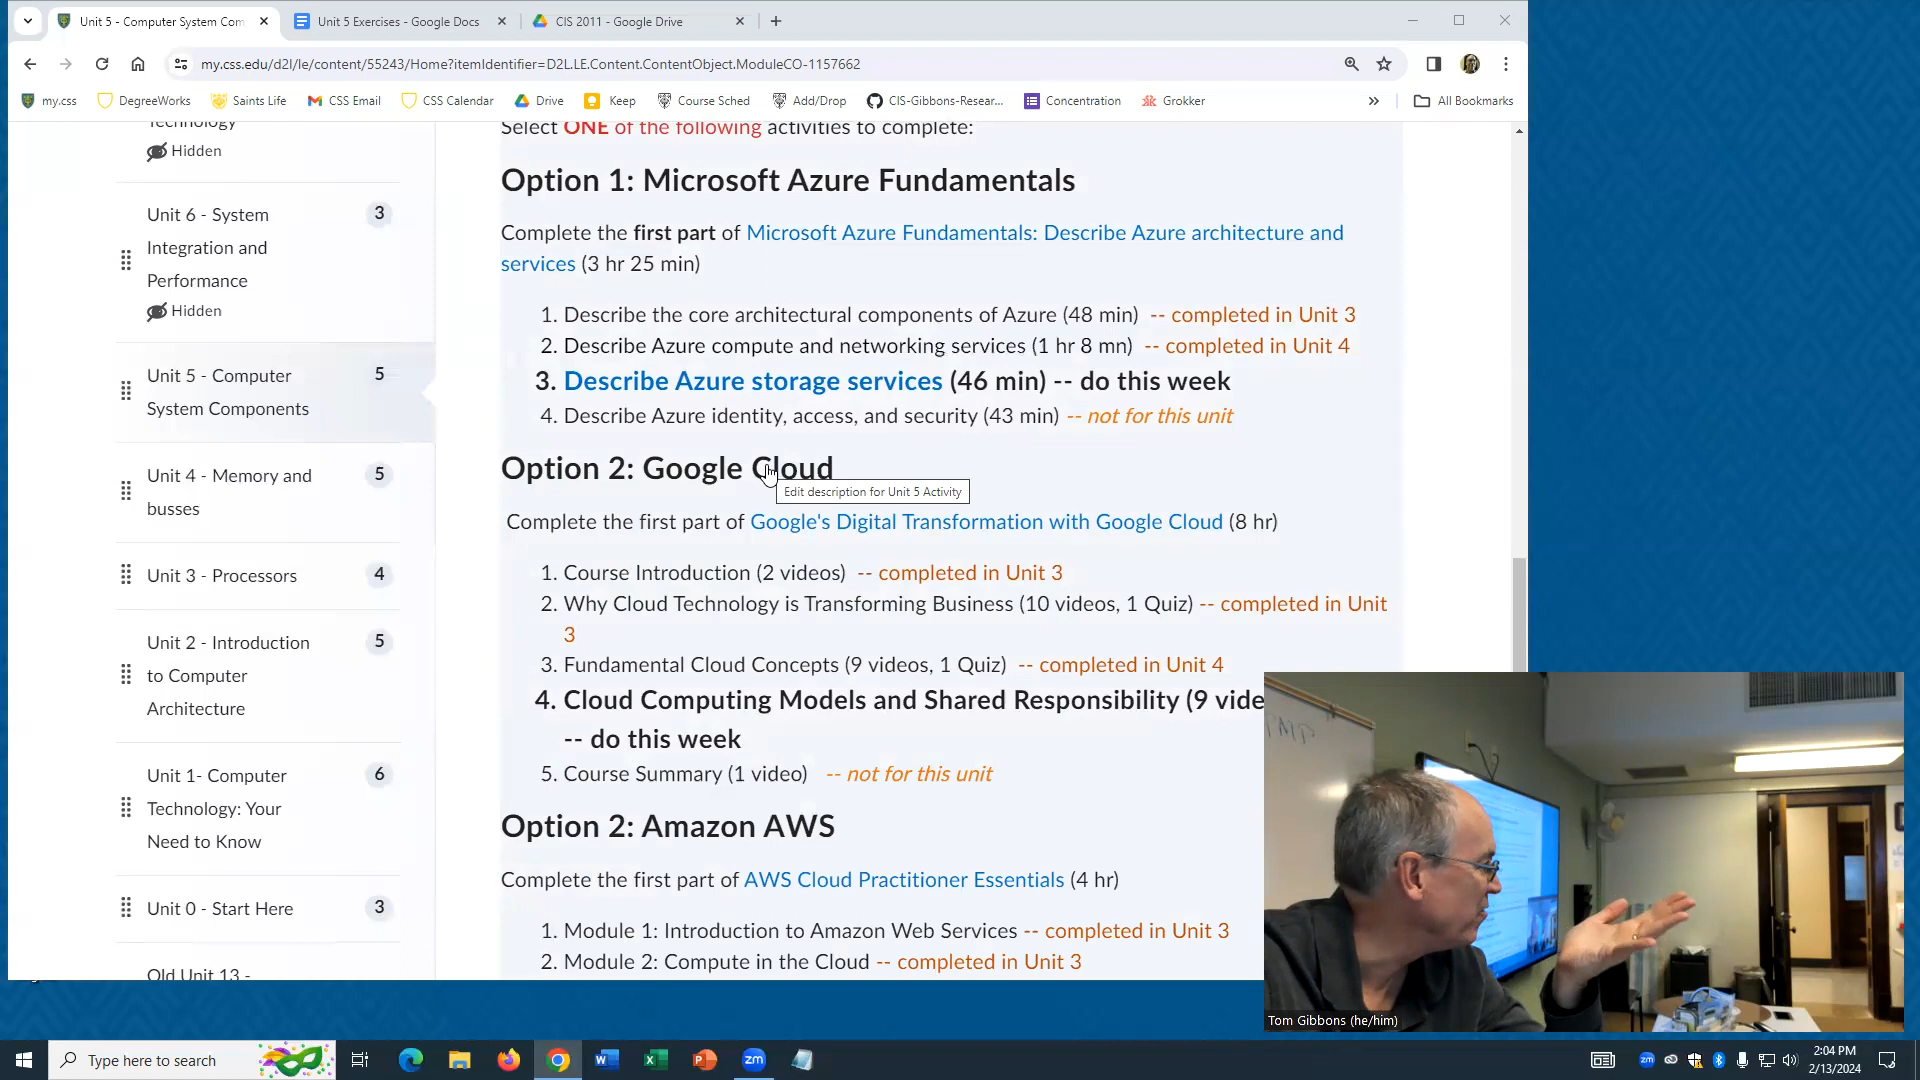 Unit 5 - Computer System Com
Unit 5 Exercises - Google Docs
CIS 2011 - Google Drive
my.css.edu/d2l/le/content/55243/Home?itemIdentifier=D2L.LE.Content.ContentObject.ModuleCO-1157662
my.css
DegreeWorks
Saints Life
CSS Email
CSS Calendar
Drive
Keep
Course Sched
Add/Drop
CIS-Gibbons-Resear...
Concentration
Grokker
All Bookmarks
Technology
Hidden
Unit 6 - System
Integration and
Performance
3
Hidden
Unit 5 - Computer
System Components
5
Unit 4 - Memory and
busses
5
Unit 3 - Processors
4
Unit 2 - Introduction
to Computer
Architecture
5
Unit 1- Computer
Technology: Your
Need to Know
6
Unit 0 - Start Here
3
Old Unit 13 -
Select ONE of the following activities to complete:
Option 1: Microsoft Azure Fundamentals
Complete the first part of Microsoft Azure Fundamentals: Describe Azure architecture and
services (3 hr 25 min)
1. Describe the core architectural components of Azure (48 min) -- completed in Unit 3
2. Describe Azure compute and networking services (1 hr 8 mn) -- completed in Unit 4
3. Describe Azure storage services (46 min) -- do this week
4. Describe Azure identity, access, and security (43 min) -- not for this unit
Option 2: Google Cloud
Edit description for Unit 5 Activity
Complete the first part of Google's Digital Transformation with Google Cloud (8 hr)
1. Course Introduction (2 videos) -- completed in Unit 3
2. Why Cloud Technology is Transforming Business (10 videos, 1 Quiz) -- completed in Unit
3
3. Fundamental Cloud Concepts (9 videos, 1 Quiz) -- completed in Unit 4
4. Cloud Computing Models and Shared Responsibility (9 vide
-- do this week
5. Course Summary (1 video) -- not for this unit
Option 2: Amazon AWS
Complete the first part of AWS Cloud Practitioner Essentials (4 hr)
1. Module 1: Introduction to Amazon Web Services -- completed in Unit 3
2. Module 2: Compute in the Cloud -- completed in Unit 3
Tom Gibbons (he/him)
Type here to search
zm
zm
2:04 PM
2/13/2024